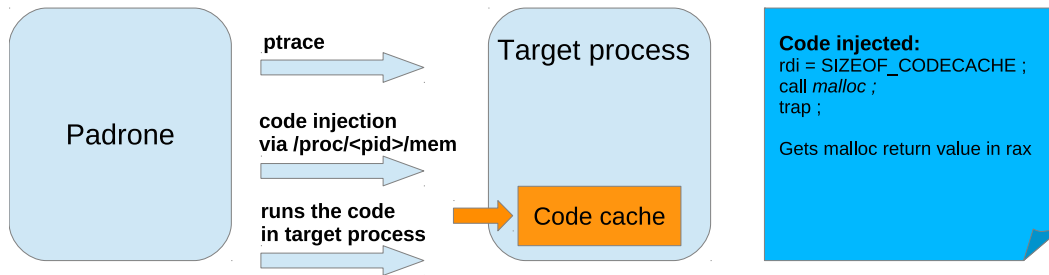 Padrone
ptrace
code injection
via /proc/<pid>/mem
runs the code
in target process
Target process
Code cache
Code injected:
rdi = SIZEOF_CODECACHE ;
call malloc ;
trap ;
Gets malloc return value in rax